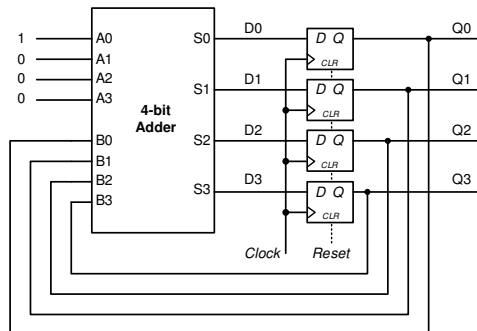 D0 Q0
1 A0 S0 D Q
0 A1 CLR
0 A2 D1 Q1
0 A3 S1 D Q
4-bit CLR
Adder
D2 Q2
B0 S2 D Q
B1 CLR
B2 D3 Q3
B3 S3 D Q
CLR
Clock Reset